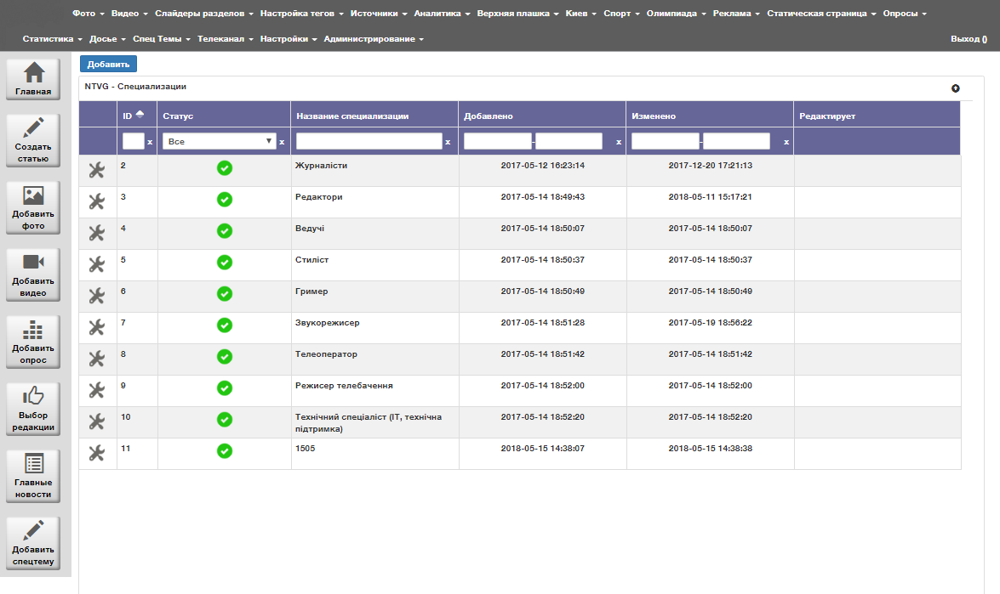 Фото Видео Слайдеры разделов Настройка тегов Источники Аналитика Верхняя плашка Киев Спорт Олимпиада Реклама Статическая страница Опросы
Статистика Досье Спец Темы Телеканал Настройки Администрирование Выход ()
Главная
Создать
статью
Добавить
фото
Добавить
видео
Добавить
опрос
Выбор
редакции
Главные
новости
Добавить
спецтему
Добавить
NTVG - Специализации
ID Статус Название специализации Добавлено Изменено Редактирует
x Все x x - x - x
2 Журналісти 2017-05-12 16:23:14 2017-12-20 17:21:13
3 Редактори 2017-05-14 18:49:43 2018-05-11 15:17:21
4 Ведучі 2017-05-14 18:50:07 2017-05-14 18:50:07
5 Стиліст 2017-05-14 18:50:37 2017-05-14 18:50:37
6 Гример 2017-05-14 18:50:49 2017-05-14 18:50:49
7 Звукорежисер 2017-05-14 18:51:28 2017-05-19 18:56:22
8 Телеоператор 2017-05-14 18:51:42 2017-05-14 18:51:42
9 Режисер телебачення 2017-05-14 18:52:00 2017-05-14 18:52:00
10 Технічний спеціаліст (IT, технічна 2017-05-14 18:52:20 2017-05-14 18:52:20
підтримка)
11 1505 2018-05-15 14:38:07 2018-05-15 14:38:38